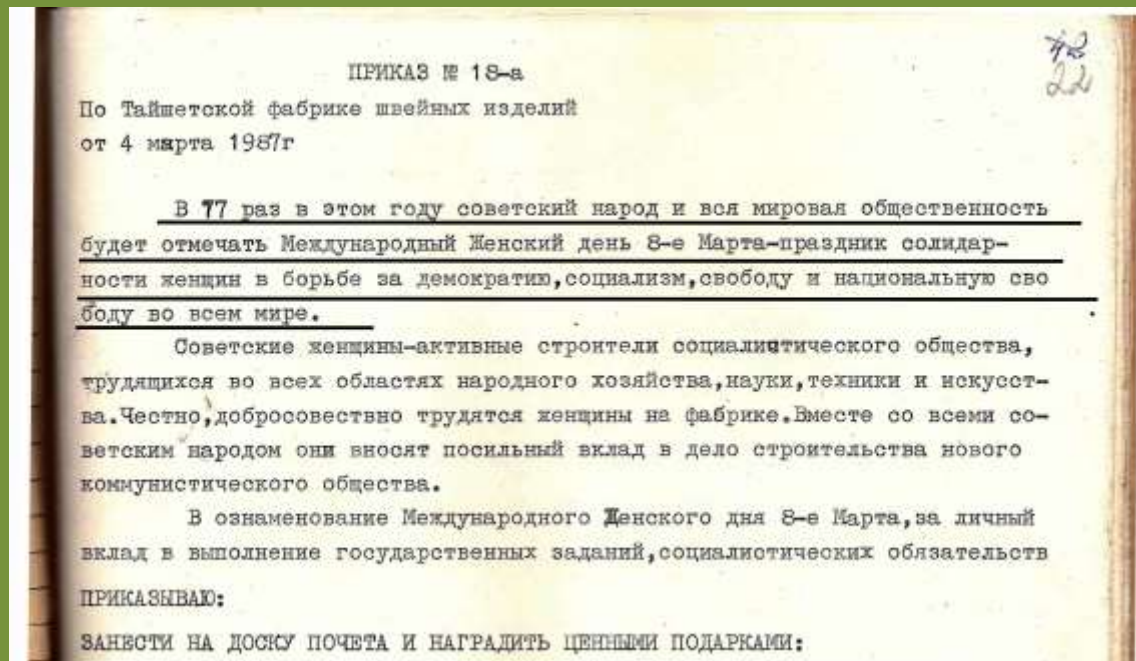 42
22
ПРИКАЗ № 18-а
По Тайшетской фабрике швейных изделий
от 4 марта 1987г
В 77 раз в этом году советский народ и вся мировая общественность
будет отмечать Международный Женский день 8-е Марта-праздник солидар-
ности женщин в борьбе за демократию,социализм,свободу и национальную сво
боду во всем мире.
Советские женщины-активные строители социалистического общества,
трудящихся во всех областях народного хозяйства,науки,техники и искусст-
ва.Честно,добросовествно трудятся женщины на фабрике.Вместе со всеми со-
ветским народом они вносят посильный вклад в дело строительства нового
коммунистического общества.
В ознаменование Международного Женского дня 8-е Марта,за личный
вклад в выполнение государственных заданий,социалистических обязательств
ПРИКАЗЫВАЮ:
ЗАНЕСТИ НА ДОСКУ ПОЧЕТА И НАГРАДИТЬ ЦЕННЫМИ ПОДАРКАМИ: